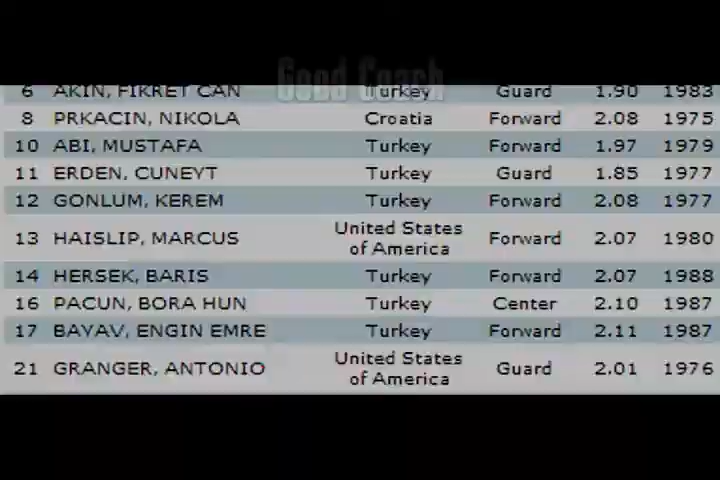 Good Coach
6 AKIN, FIKRET CAN Turkey Guard 1.90 1983
8 PRKACIN, NIKOLA Croatia Forward 2.08 1975
10 ABI, MUSTAFA Turkey Forward 1.97 1979
11 ERDEN, CUNEYT Turkey Guard 1.85 1977
12 GONLUM, KEREM Turkey Forward 2.08 1977
13 HAISLIP, MARCUS United States of America Forward 2.07 1980
14 HERSEK, BARIS Turkey Forward 2.07 1988
16 PACUN, BORA HUN Turkey Center 2.10 1987
17 BAYAV, ENGIN EMRE Turkey Forward 2.11 1987
21 GRANGER, ANTONIO United States of America Guard 2.01 1976